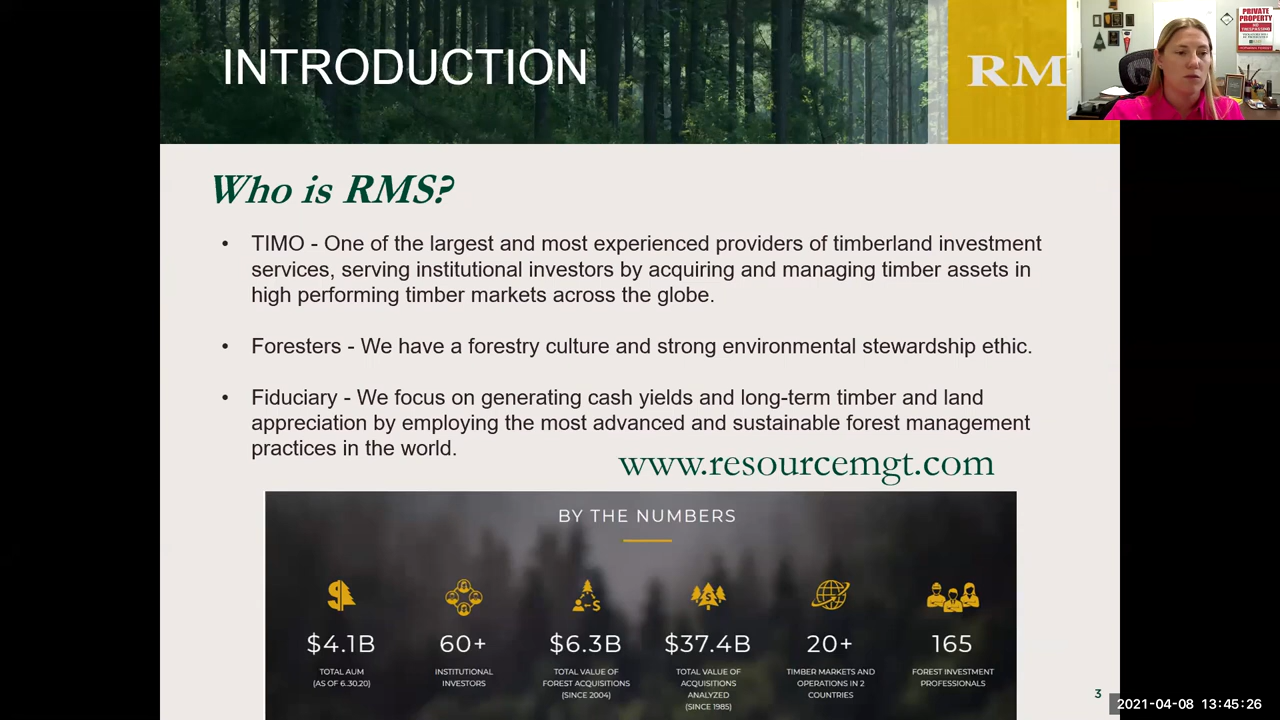 INTRODUCTION
RM
PRIVATE
PROPERTY
Who is RMS?
• TIMO - One of the largest and most experienced providers of timberland investment
services, serving institutional investors by acquiring and managing timber assets in
high performing timber markets across the globe.
• Foresters - We have a forestry culture and strong environmental stewardship ethic.
• Fiduciary - We focus on generating cash yields and long-term timber and land
appreciation by employing the most advanced and sustainable forest management
practices in the world.
www.resourcemgt.com
BY THE NUMBERS
$4.1B
TOTAL AUM
(AS OF 6.30.20)
60+
INSTITUTIONAL
INVESTORS
$6.3B
TOTAL VALUE OF
FOREST ACQUISITIONS
(SINCE 2004)
$37.4B
TOTAL VALUE OF
ACQUISITIONS
ANALYZED
(SINCE 1985)
20+
TIMBER MARKETS AND
OPERATIONS IN 2
COUNTRIES
165
FOREST INVESTMENT
PROFESSIONALS
3
2021-04-08 13:45:26